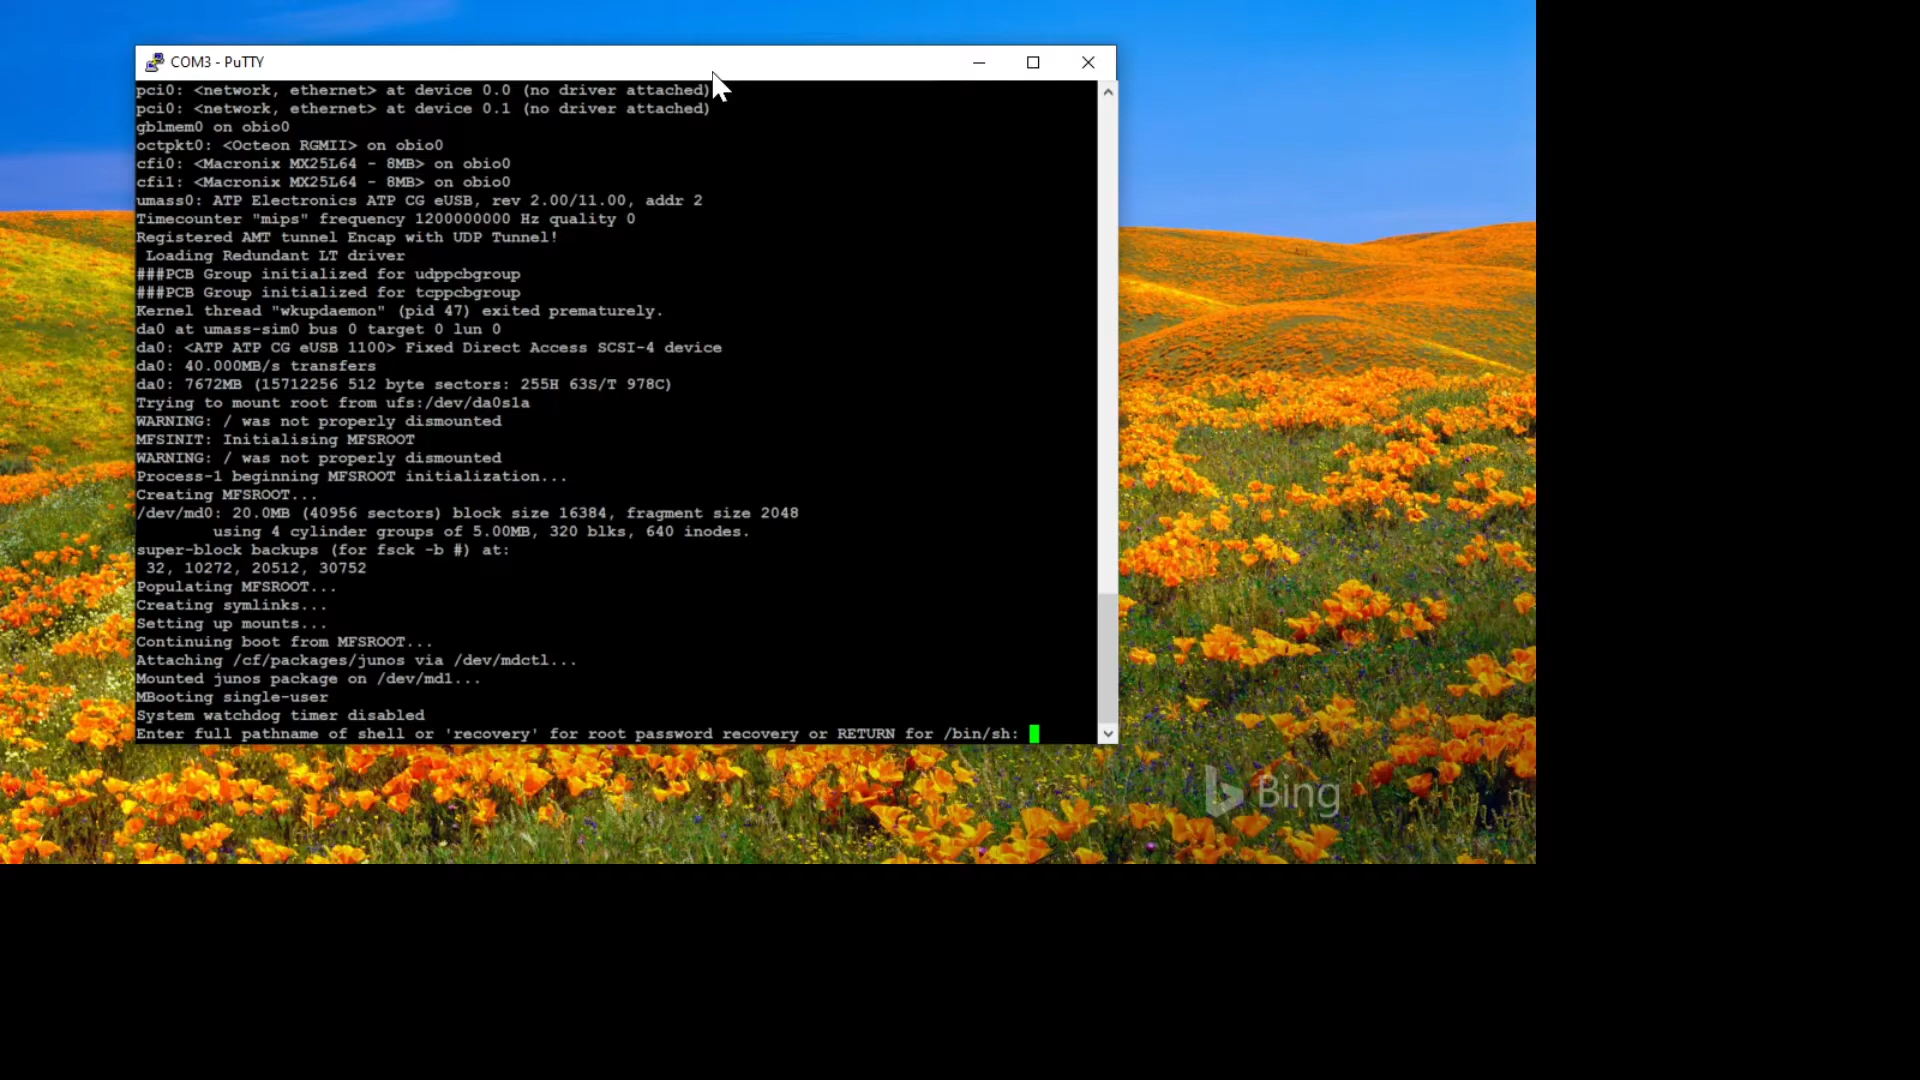 COM3 - PuTTY
pci0: <network, ethernet> at device 0.0 (no driver attached)
pci0: <network, ethernet> at device 0.1 (no driver attached)
gblmem0 on obio0
octpkt0: <Octeon RGMII> on obio0
cfi0: <Macronix MX25L64 - 8MB> on obio0
cfi1: <Macronix MX25L64 - 8MB> on obio0
umass0: ATP Electronics ATP CG eUSB, rev 2.00/11.00, addr 2
Timecounter "mips" frequency 1200000000 Hz quality 0
Registered AMT tunnel Encap with UDP Tunnel!
 Loading Redundant LT driver
###PCB Group initialized for udppcbgroup
###PCB Group initialized for tcppcbgroup
Kernel thread "wkupdaemon" (pid 47) exited prematurely.
da0 at umass-sim0 bus 0 target 0 lun 0
da0: <ATP ATP CG eUSB 1100> Fixed Direct Access SCSI-4 device
da0: 40.000MB/s transfers
da0: 7672MB (15712256 512 byte sectors: 255H 63S/T 978C)
Trying to mount root from ufs:/dev/da0s1a
WARNING: / was not properly dismounted
MFSINIT: Initialising MFSROOT
WARNING: / was not properly dismounted
Process-1 beginning MFSROOT initialization...
Creating MFSROOT...
/dev/md0: 20.0MB (40956 sectors) block size 16384, fragment size 2048
        using 4 cylinder groups of 5.00MB, 320 blks, 640 inodes.
super-block backups (for fsck -b #) at:
 32, 10272, 20512, 30752
Populating MFSROOT...
Creating symlinks...
Setting up mounts...
Continuing boot from MFSROOT...
Attaching /cf/packages/junos via /dev/mdctl...
Mounted junos package on /dev/md1...
MBooting single-user
System watchdog timer disabled
Enter full pathname of shell or 'recovery' for root password recovery or RETURN for /bin/sh:
Bing